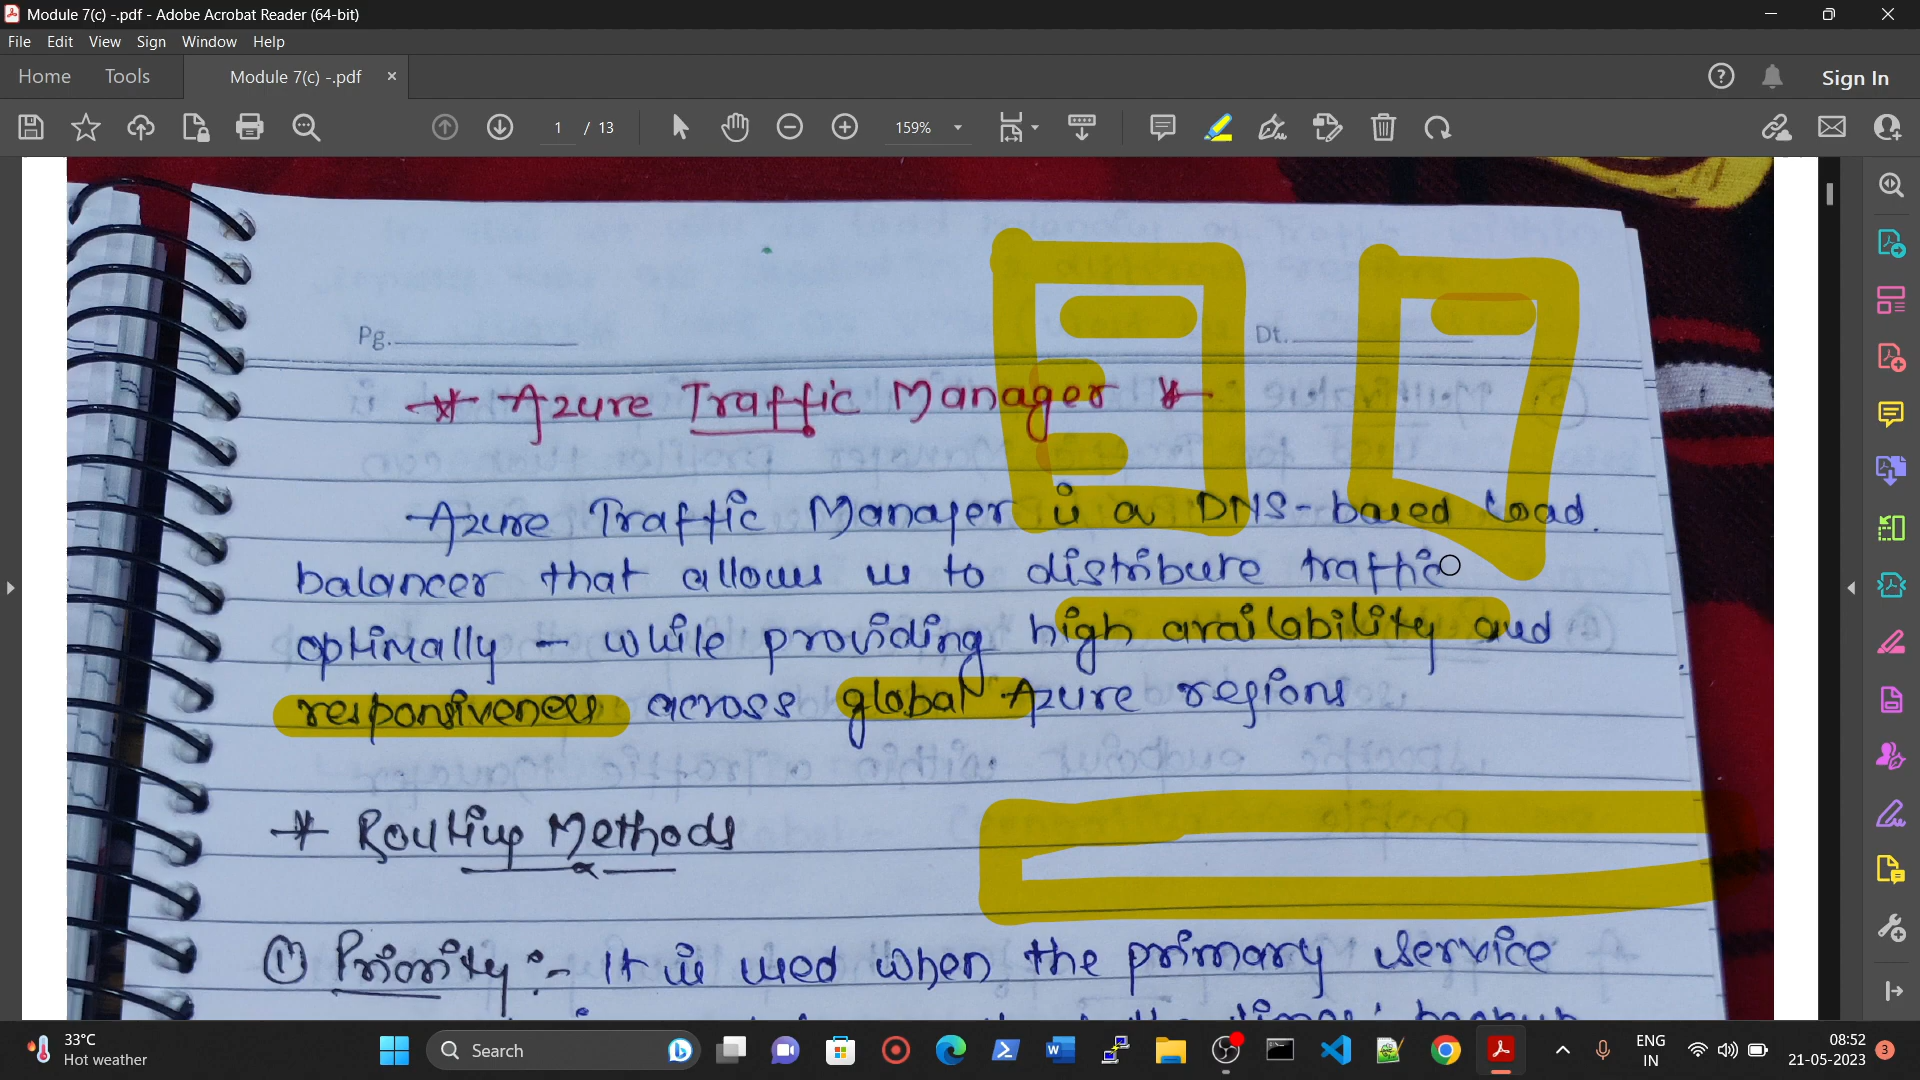 Module 7(c) -.pdf - Adobe Acrobat Reader (64-bit)
File Edit View Sign Window Help
Home Tools Module 7(c) -.pdf × Sign In
1 / 13 159%
Pg. Dt.
* Azure Traffic Manager *
Azure Traffic Manager is a DNS-based load
balancer that allows us to distribute traffic
optimally - while providing high availability and
responsiveness across global Azure regions
* Routing Methods
① Priority :- It is used when the primary service
33°C
Hot weather
Search
ENG
IN
08:52
21-05-2023
3